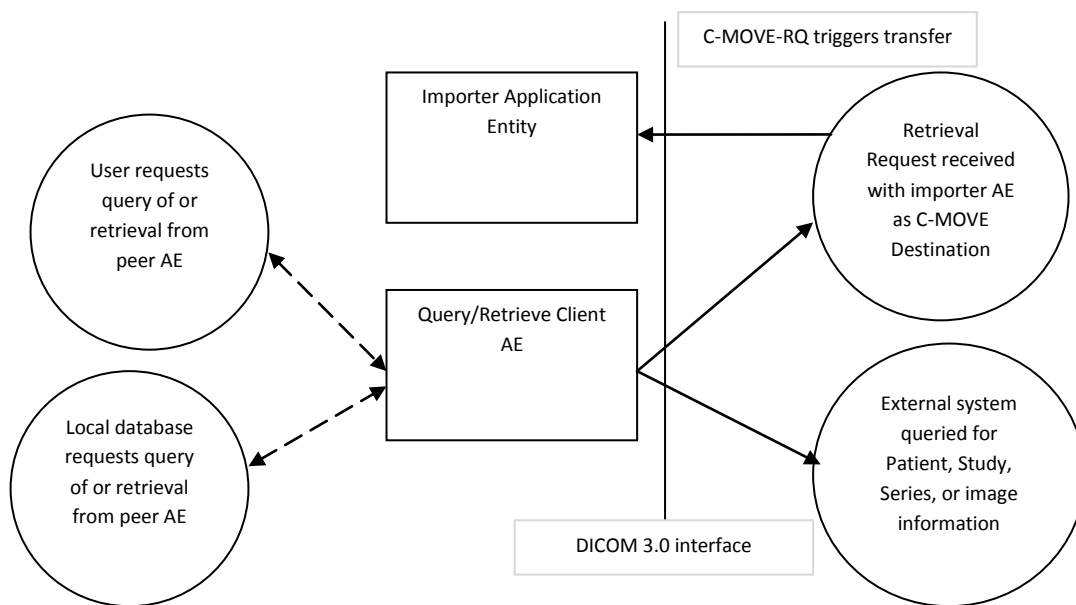 C-MOVE-RQ triggers transfer
Importer Application
Entity
Retrieval
Request received
with importer AE
as C-MOVE
Destination
User requests
query of or
retrieval from
peer AE
Query/Retrieve Client
AE
Local database
requests query
of or retrieval
from peer AE
External system
queried for
Patient, Study,
Series, or image
information
DICOM 3.0 interface